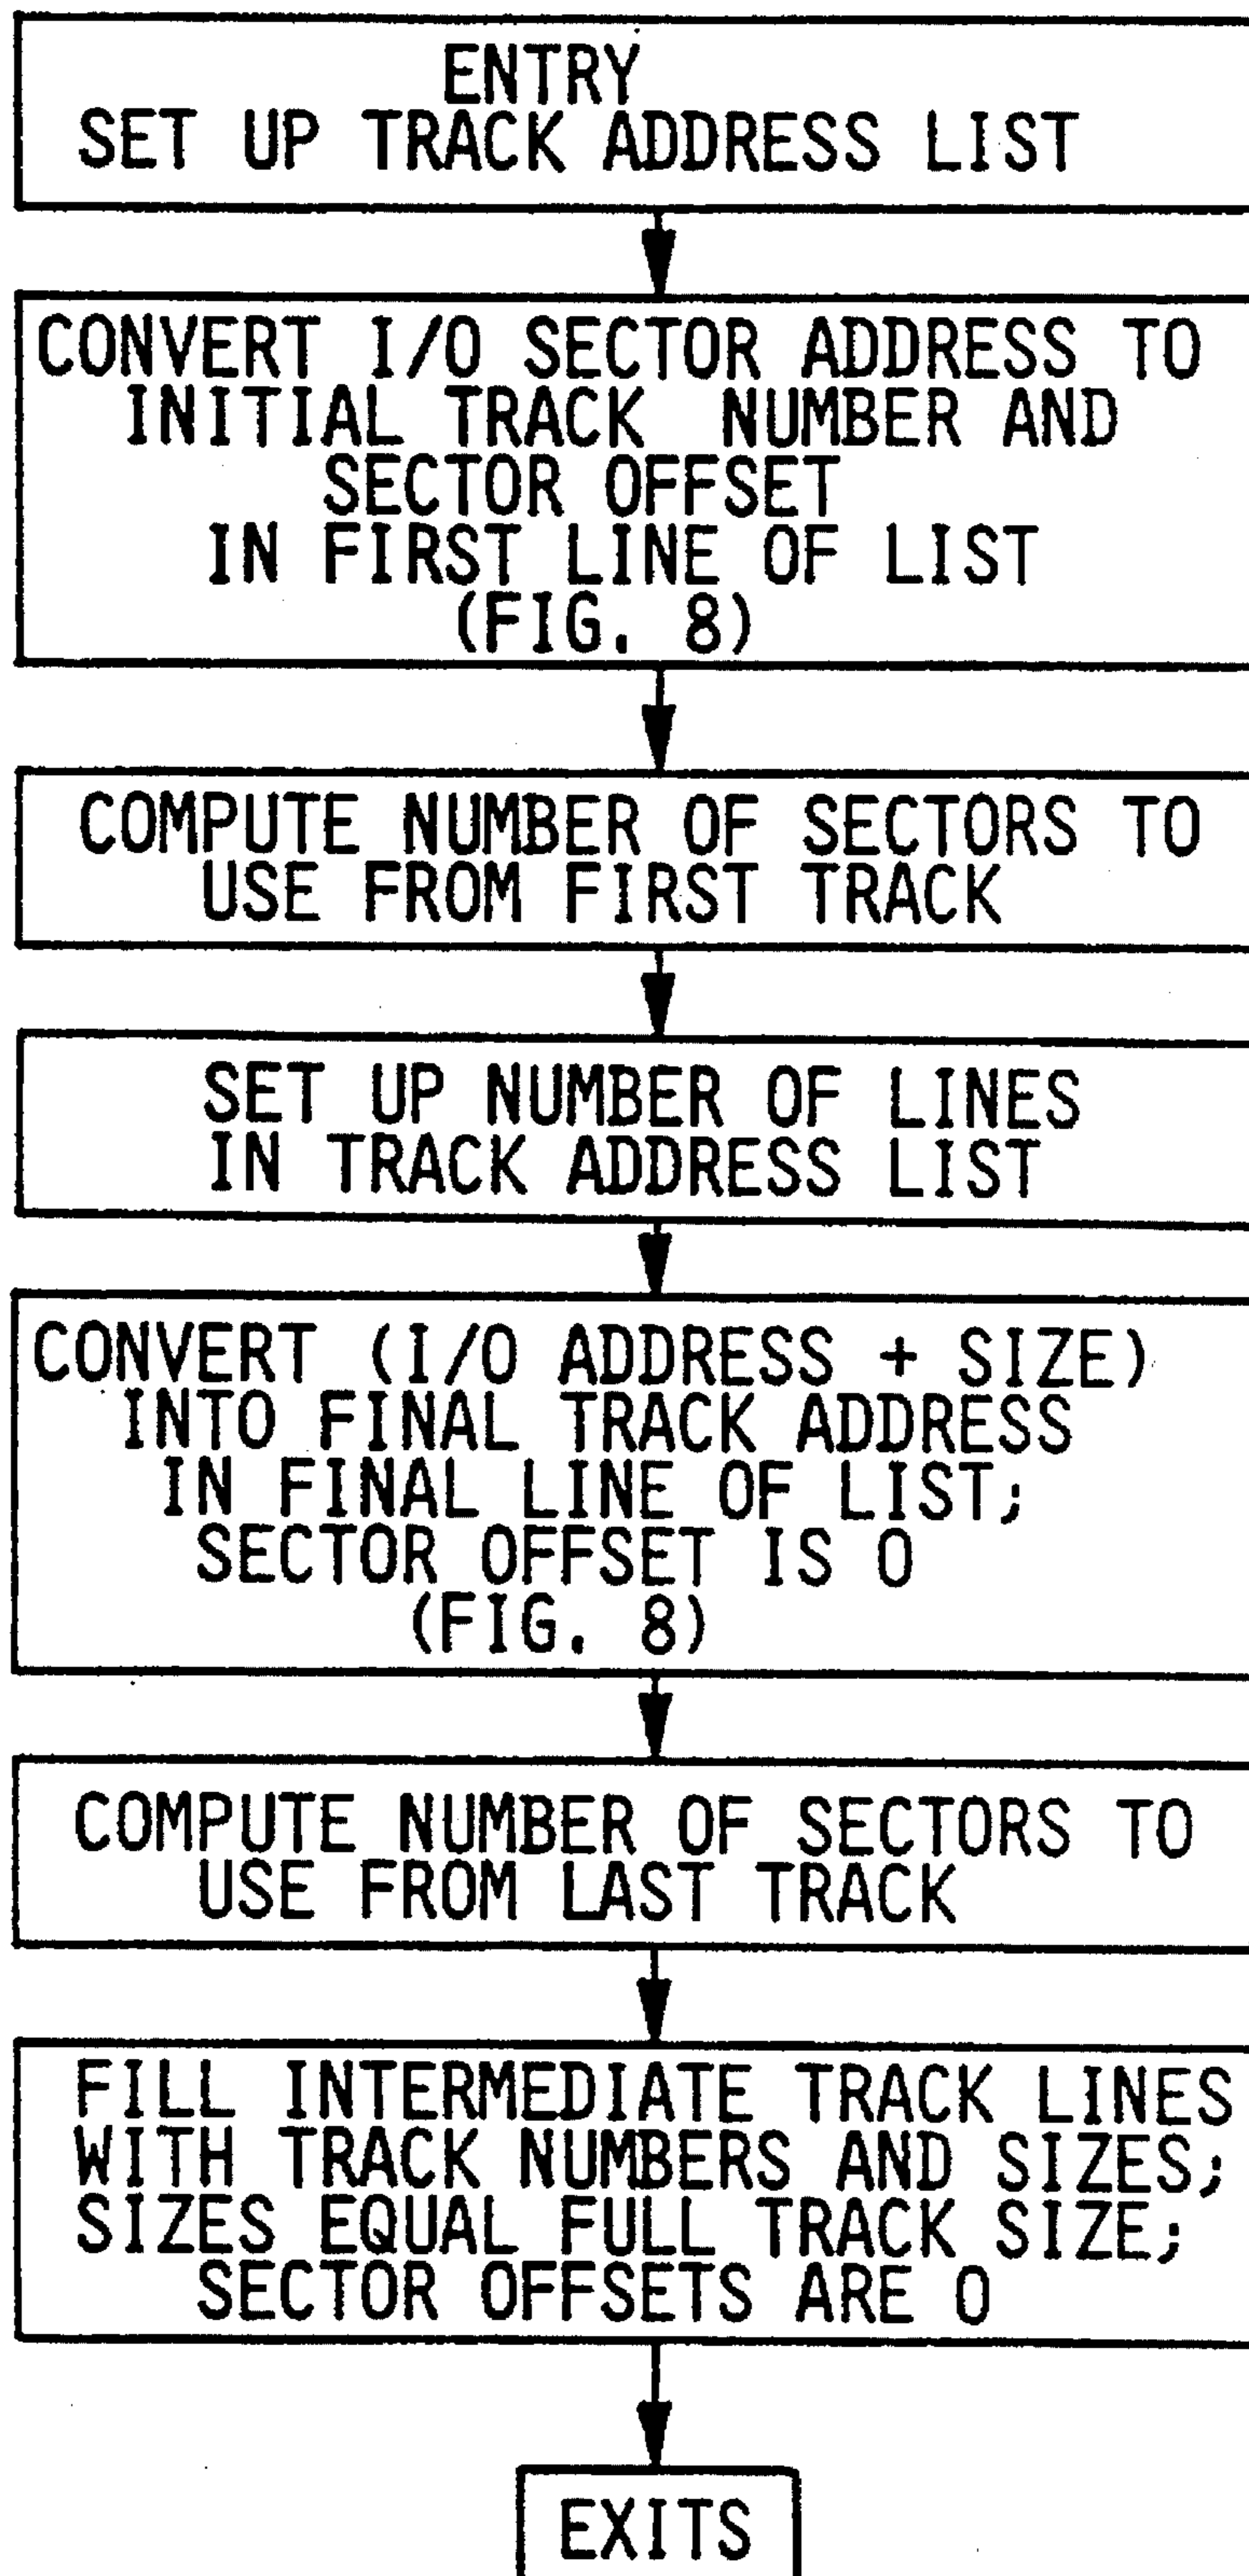 ENTRY
SET UP TRACK ADDRESS LIST
CONVERT I/O SECTOR ADDRESS TO
INITIAL TRACK NUMBER AND
SECTOR OFFSET
IN FIRST LINE OF LIST
(FIG. 8)
COMPUTE NUMBER OF SECTORS TO
USE FROM FIRST TRACK
SET UP NUMBER OF LINES
IN TRACK ADDRESS LIST
CONVERT (I/O ADDRESS + SIZE)
INTO FINAL TRACK ADDRESS
IN FINAL LINE OF LIST;
SECTOR OFFSET IS 0
(FIG. 8)
COMPUTE NUMBER OF SECTORS TO
USE FROM LAST TRACK
FILL INTERMEDIATE TRACK LINES
WITH TRACK NUMBERS AND SIZES;
SIZES EQUAL FULL TRACK SIZE;
SECTOR OFFSETS ARE 0
EXITS